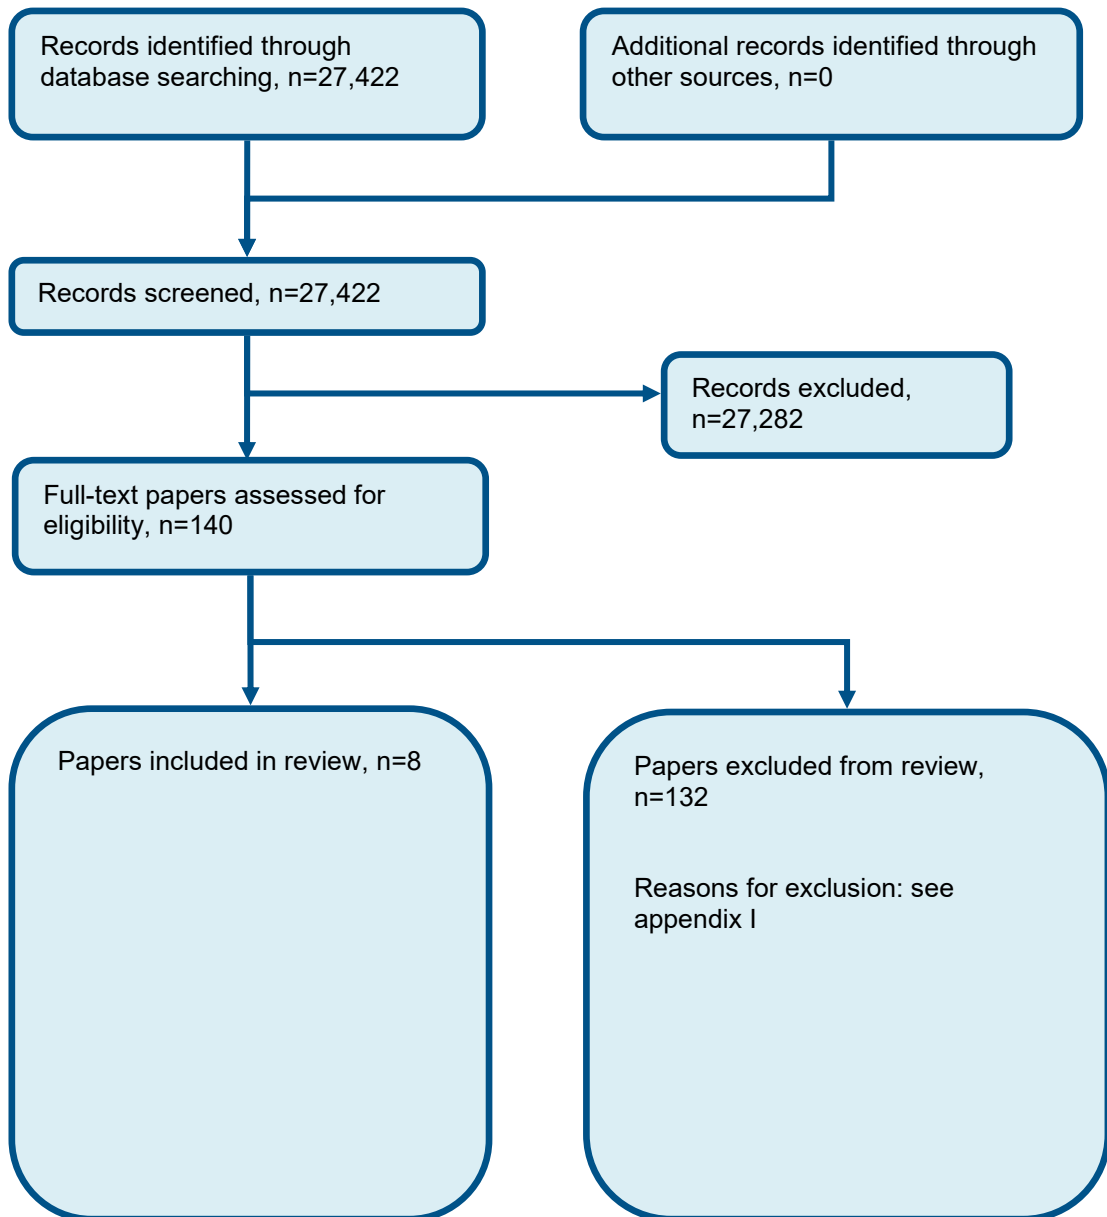 Records identified through
database searching, n=27,422
Additional records identified through
other sources, n=0
Records screened, n=27,422
Records excluded,
n=27,282
Full-text papers assessed for
eligibility, n=140
Papers included in review, n=8
Papers excluded from review,
n=132
Reasons for exclusion: see
appendix I